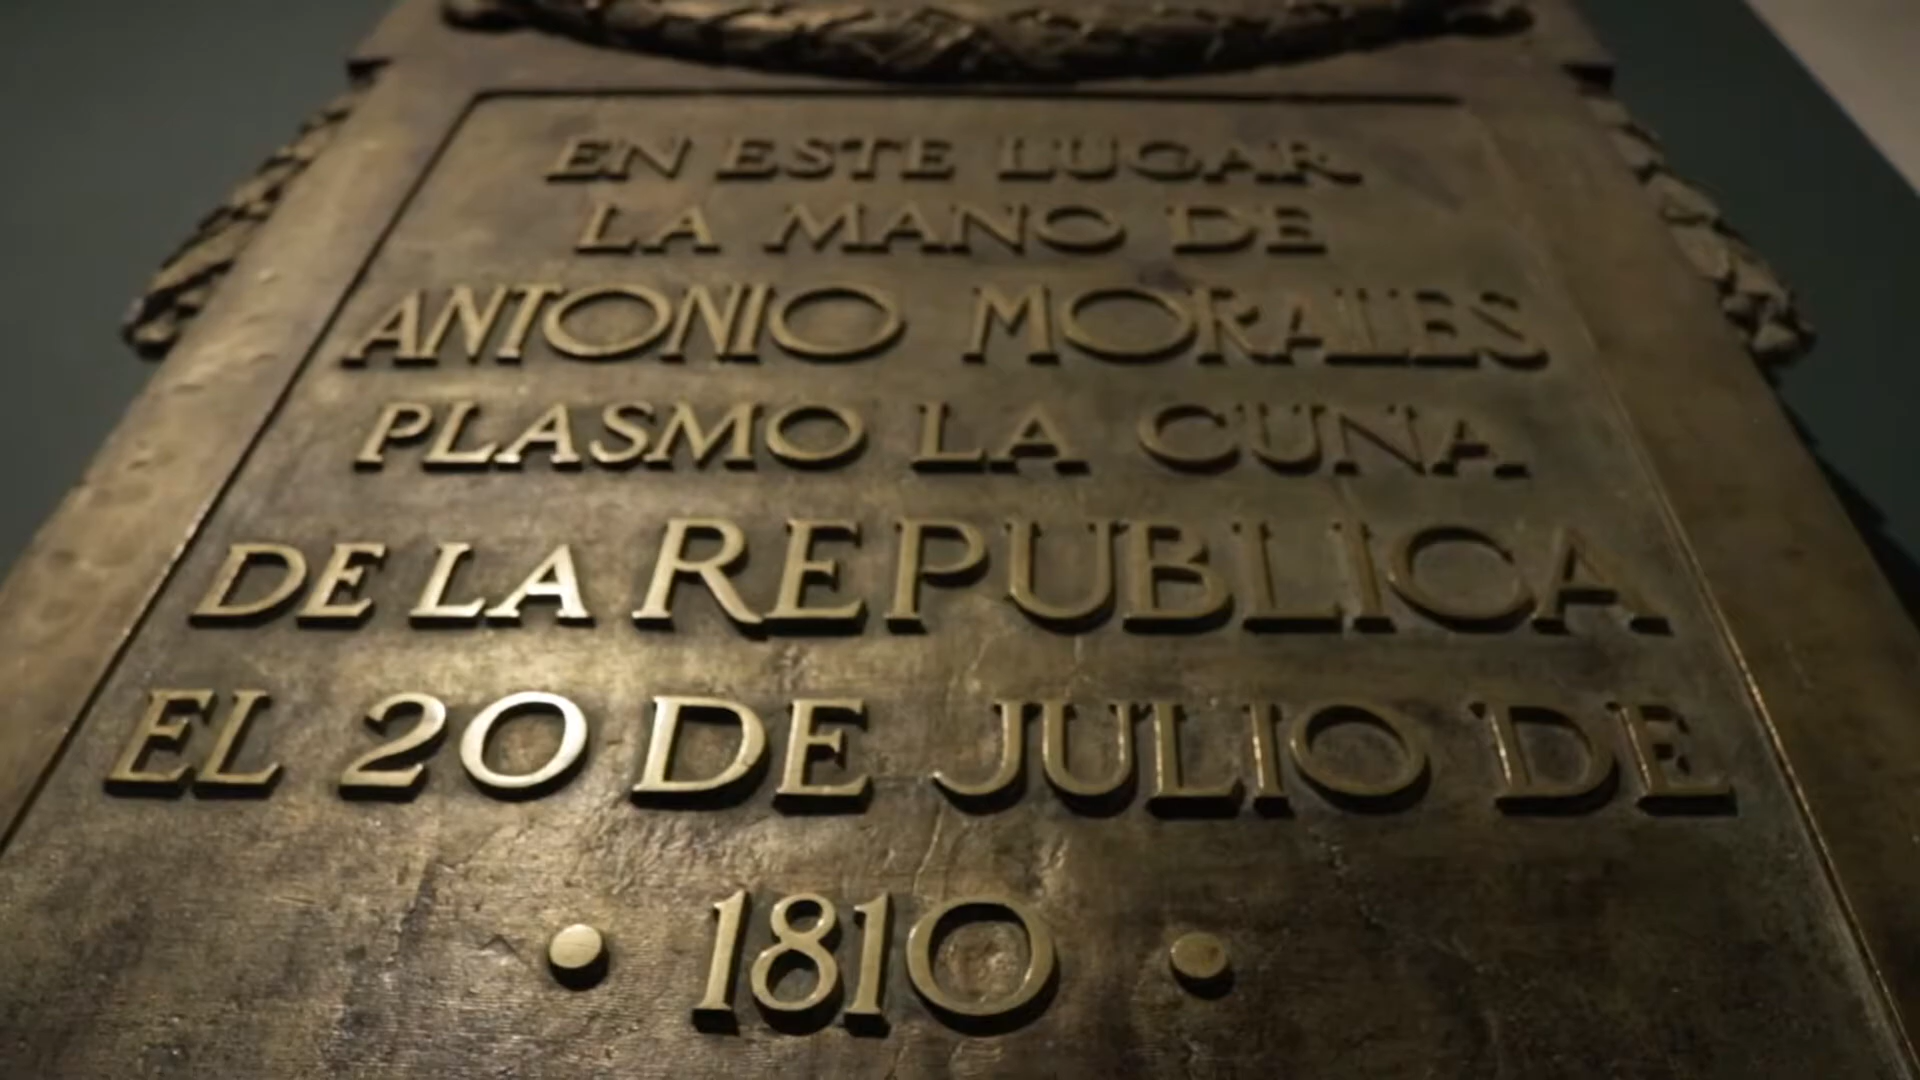 EN ESTE LUGAR
LA MANO DE
ANTONIO MORALES
PLASMO LA CUNA
DE LA REPUBLICA
EL 20 DE JULIO DE
• 1810 •